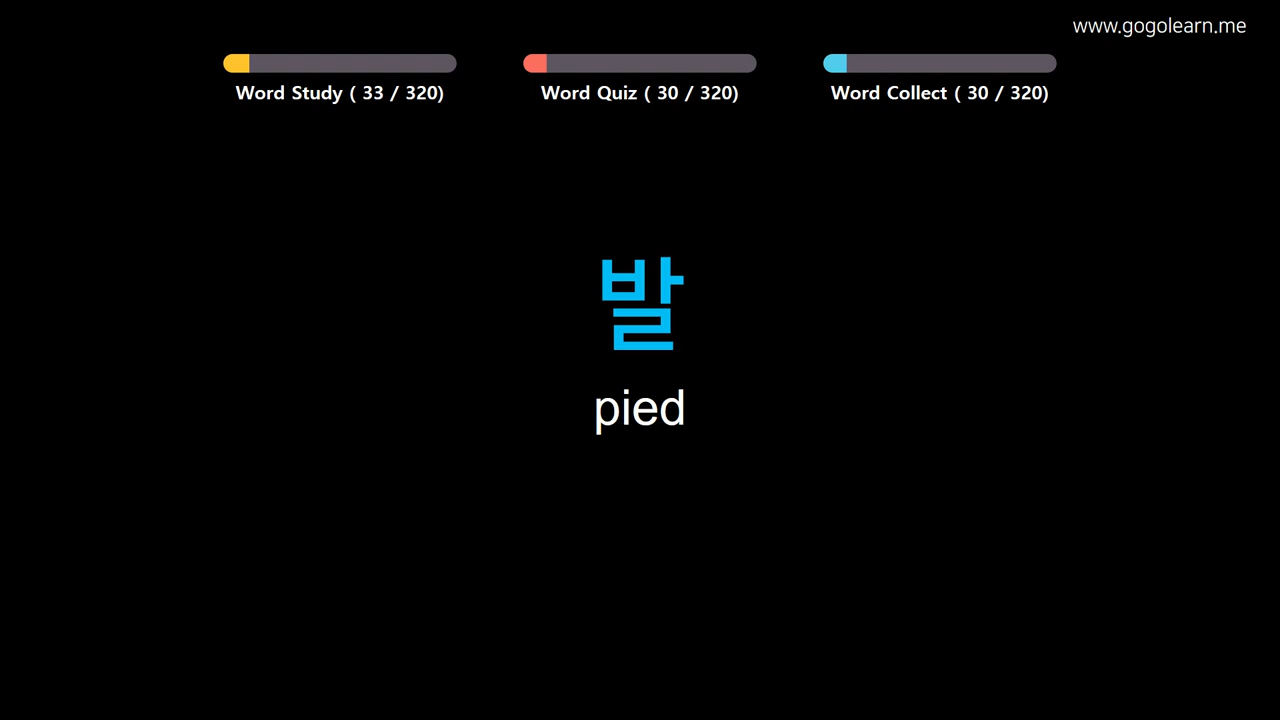 www.gogolearn.me
Word Study ( 33 / 320)
Word Quiz ( 30 / 320)
Word Collect ( 30 / 320)
발
pied